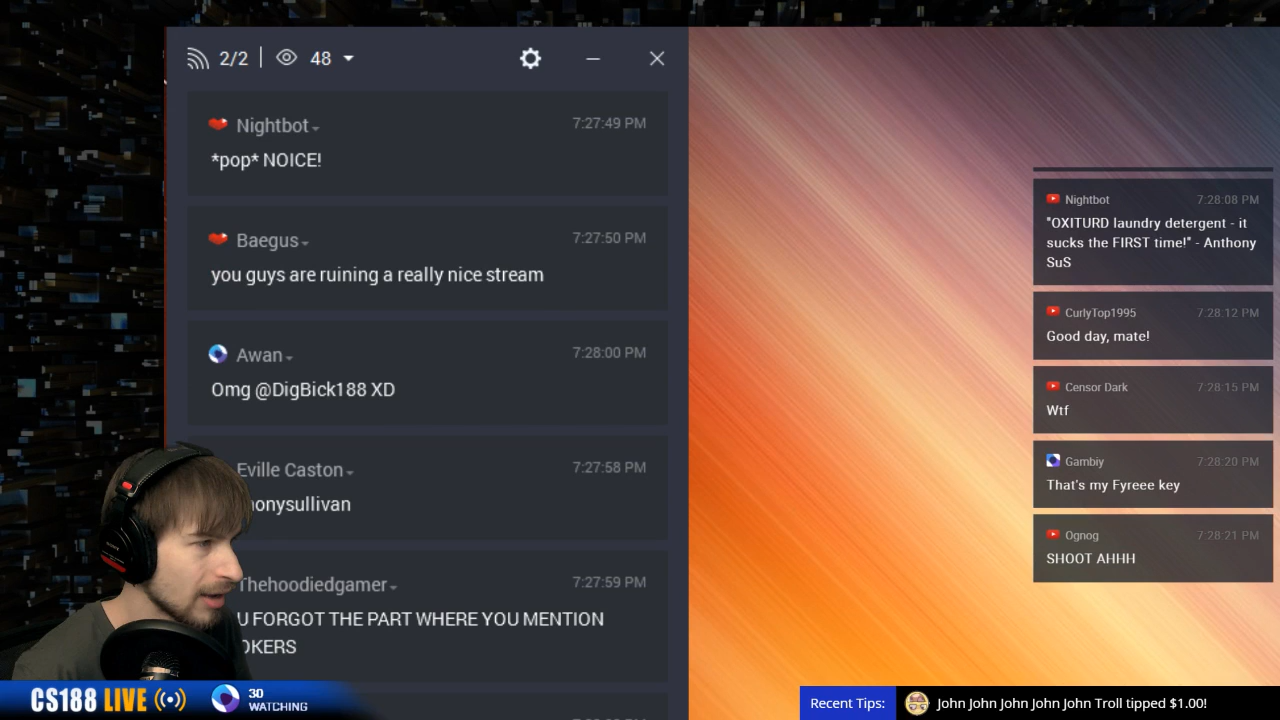 2/2 48
Nightbot
7:27:49 PM
*pop* NOICE!
Baegus
7:27:50 PM
you guys are ruining a really nice stream
Awan
7:28:00 PM
Omg @DigBick188 XD
Eville Caston
7:27:58 PM
onysullivan
Thehoodiedgamer
7:27:59 PM
U FORGOT THE PART WHERE YOU MENTION
OKERS
Nightbot
7:28:08 PM
"OXITURD laundry detergent - it
sucks the FIRST time!" - Anthony
SuS
CurlyTop1995
7:28:12 PM
Good day, mate!
Censor Dark
7:28:15 PM
Wtf
Gambiy
7:28:20 PM
That's my Fyreee key
Ognog
7:28:21 PM
SHOOT AHHH
CS188 LIVE
30
WATCHING
Recent Tips:
John John John John John Troll tipped $1.00!